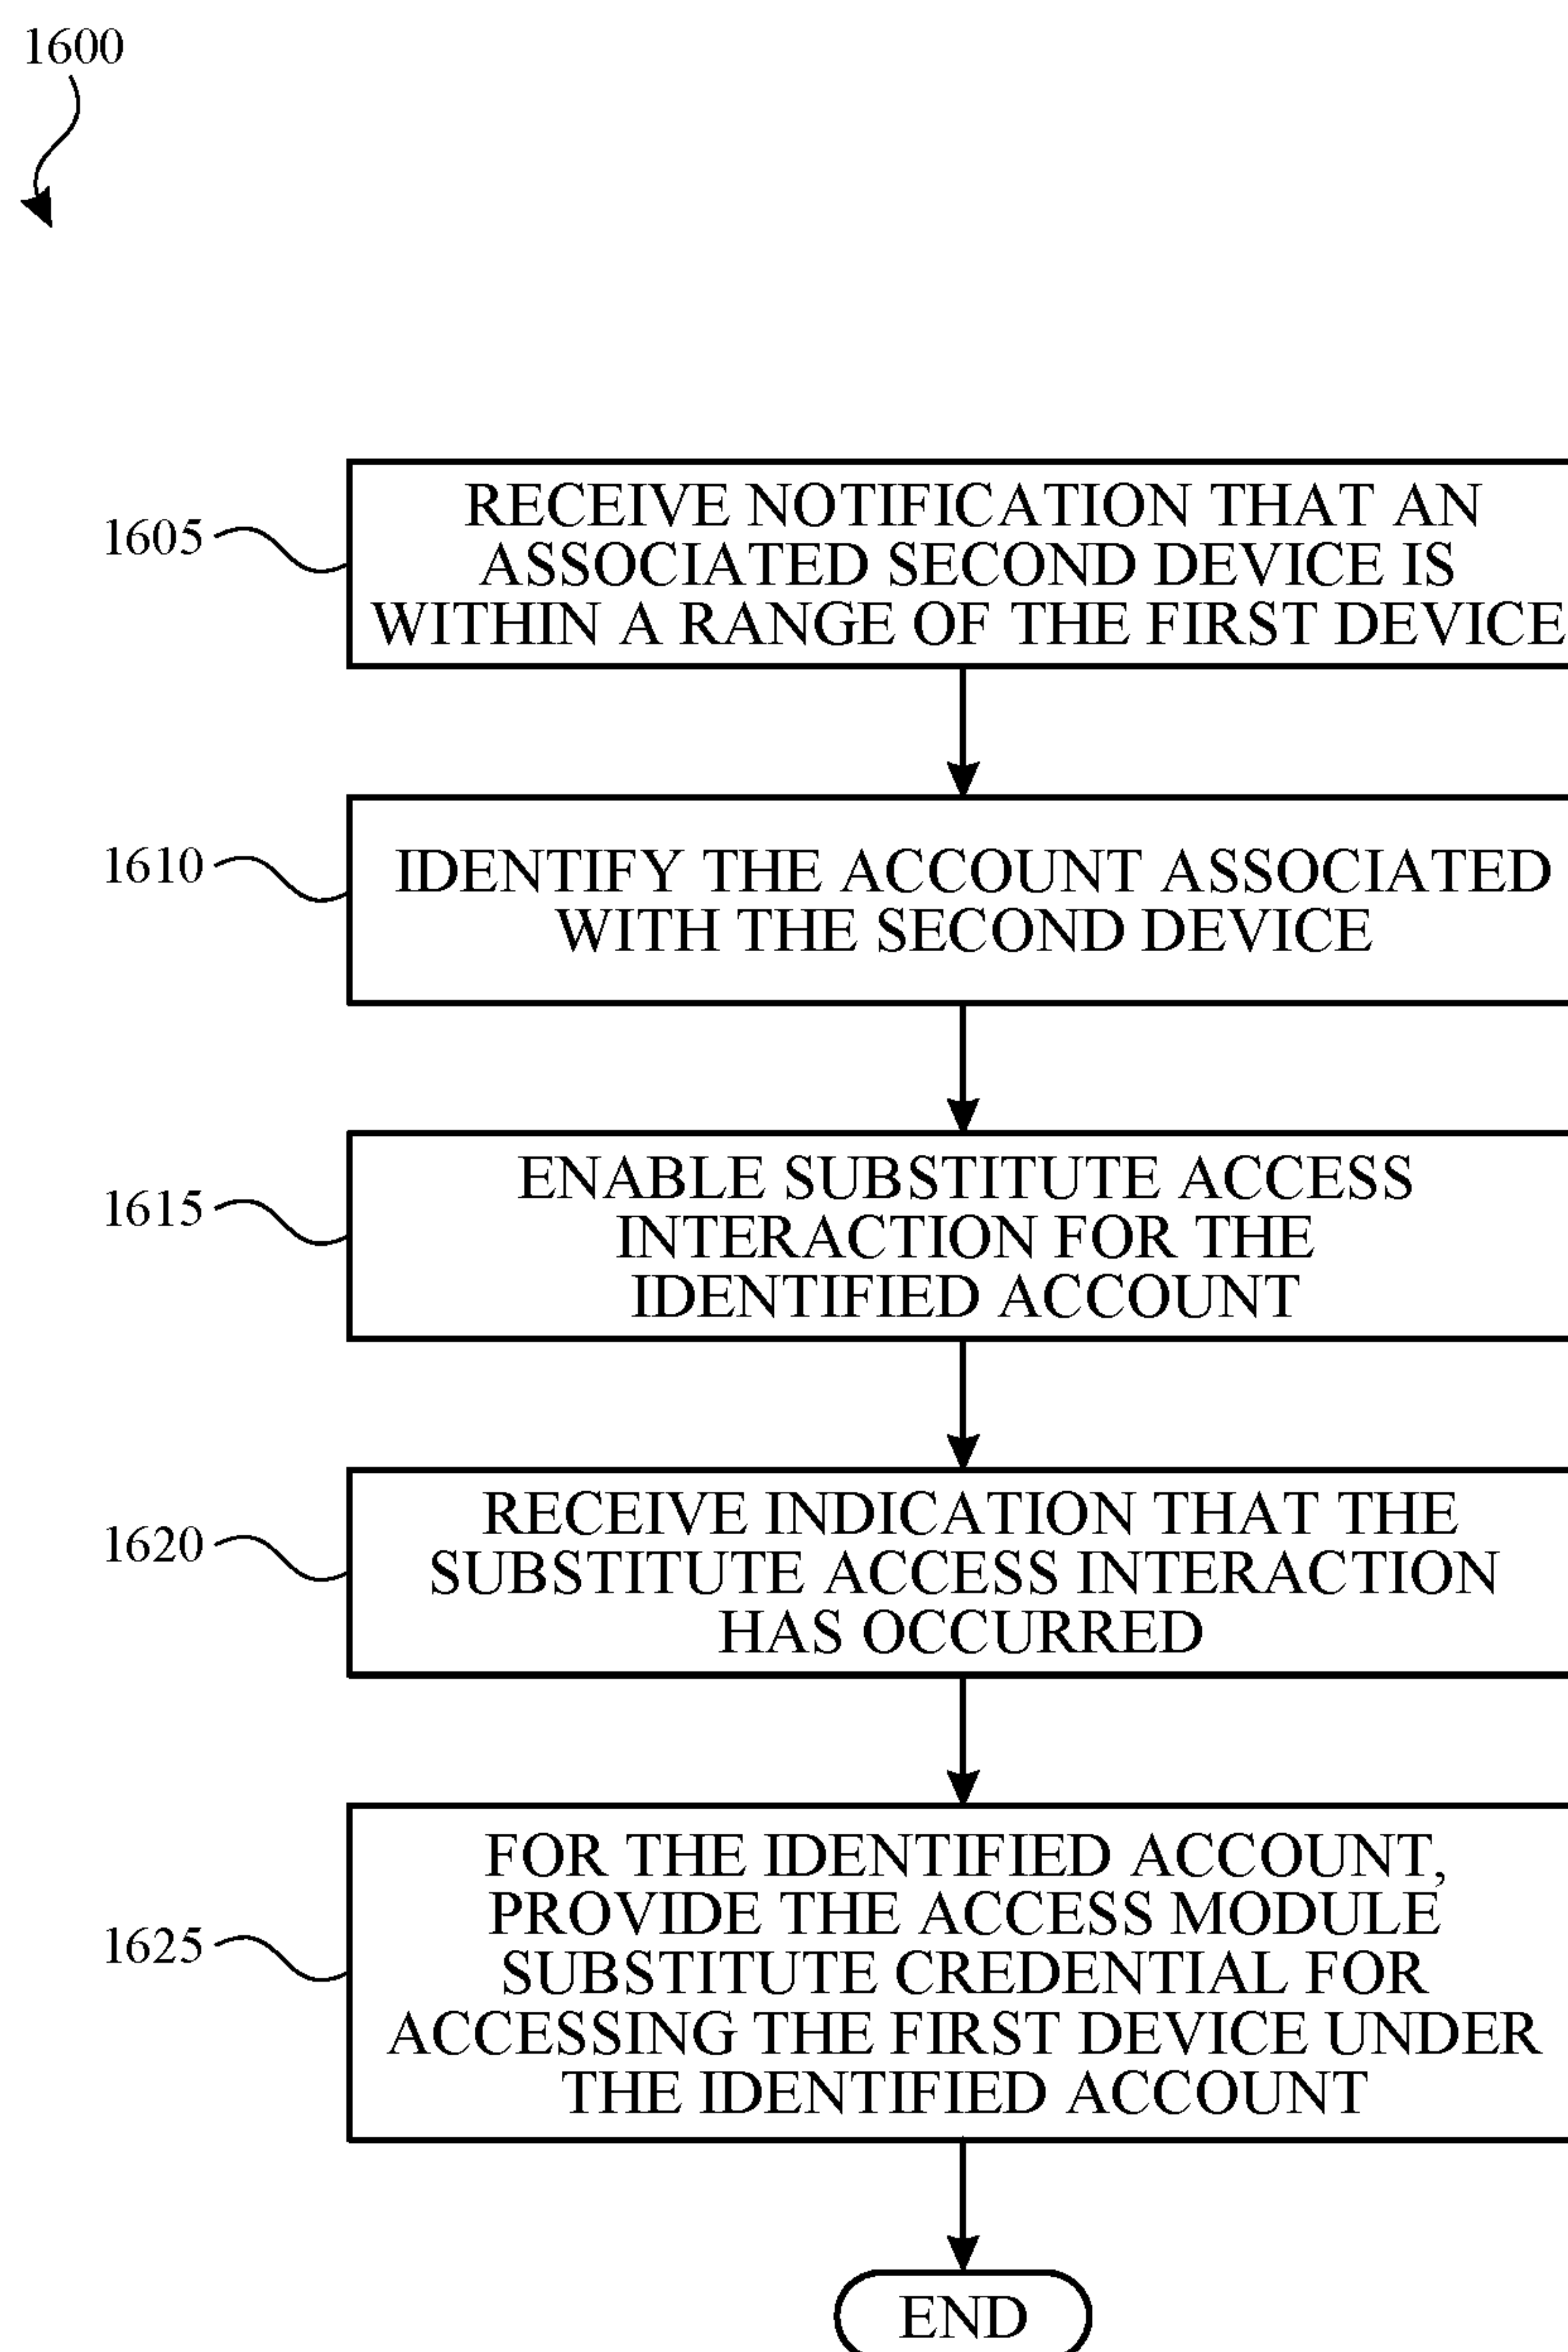 1600
1605
RECEIVE NOTIFICATION THAT AN
ASSOCIATED SECOND DEVICE IS
WITHIN A RANGE OF THE FIRST DEVICE
1610
IDENTIFY THE ACCOUNT ASSOCIATED
WITH THE SECOND DEVICE
1615
ENABLE SUBSTITUTE ACCESS
INTERACTION FOR THE
IDENTIFIED ACCOUNT
1620
RECEIVE INDICATION THAT THE
SUBSTITUTE ACCESS INTERACTION
HAS OCCURRED
1625
FOR THE IDENTIFIED ACCOUNT,
PROVIDE THE ACCESS MODULE
SUBSTITUTE CREDENTIAL FOR
ACCESSING THE FIRST DEVICE UNDER
THE IDENTIFIED ACCOUNT
END